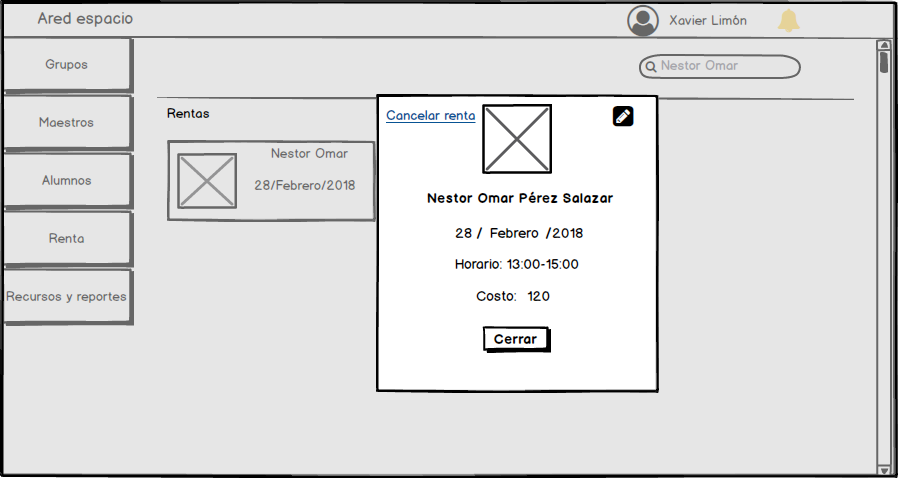 Ared espacio
Xavier Limón
Grupos
Maestros
Alumnos
Renta
Recursos y reportes
Nestor Omar
Rentas
Nestor Omar
28/Febrero/2018
Cancelar renta
Nestor Omar Pérez Salazar
28 / Febrero /2018
Horario: 13:00-15:00
Costo: 120
Cerrar